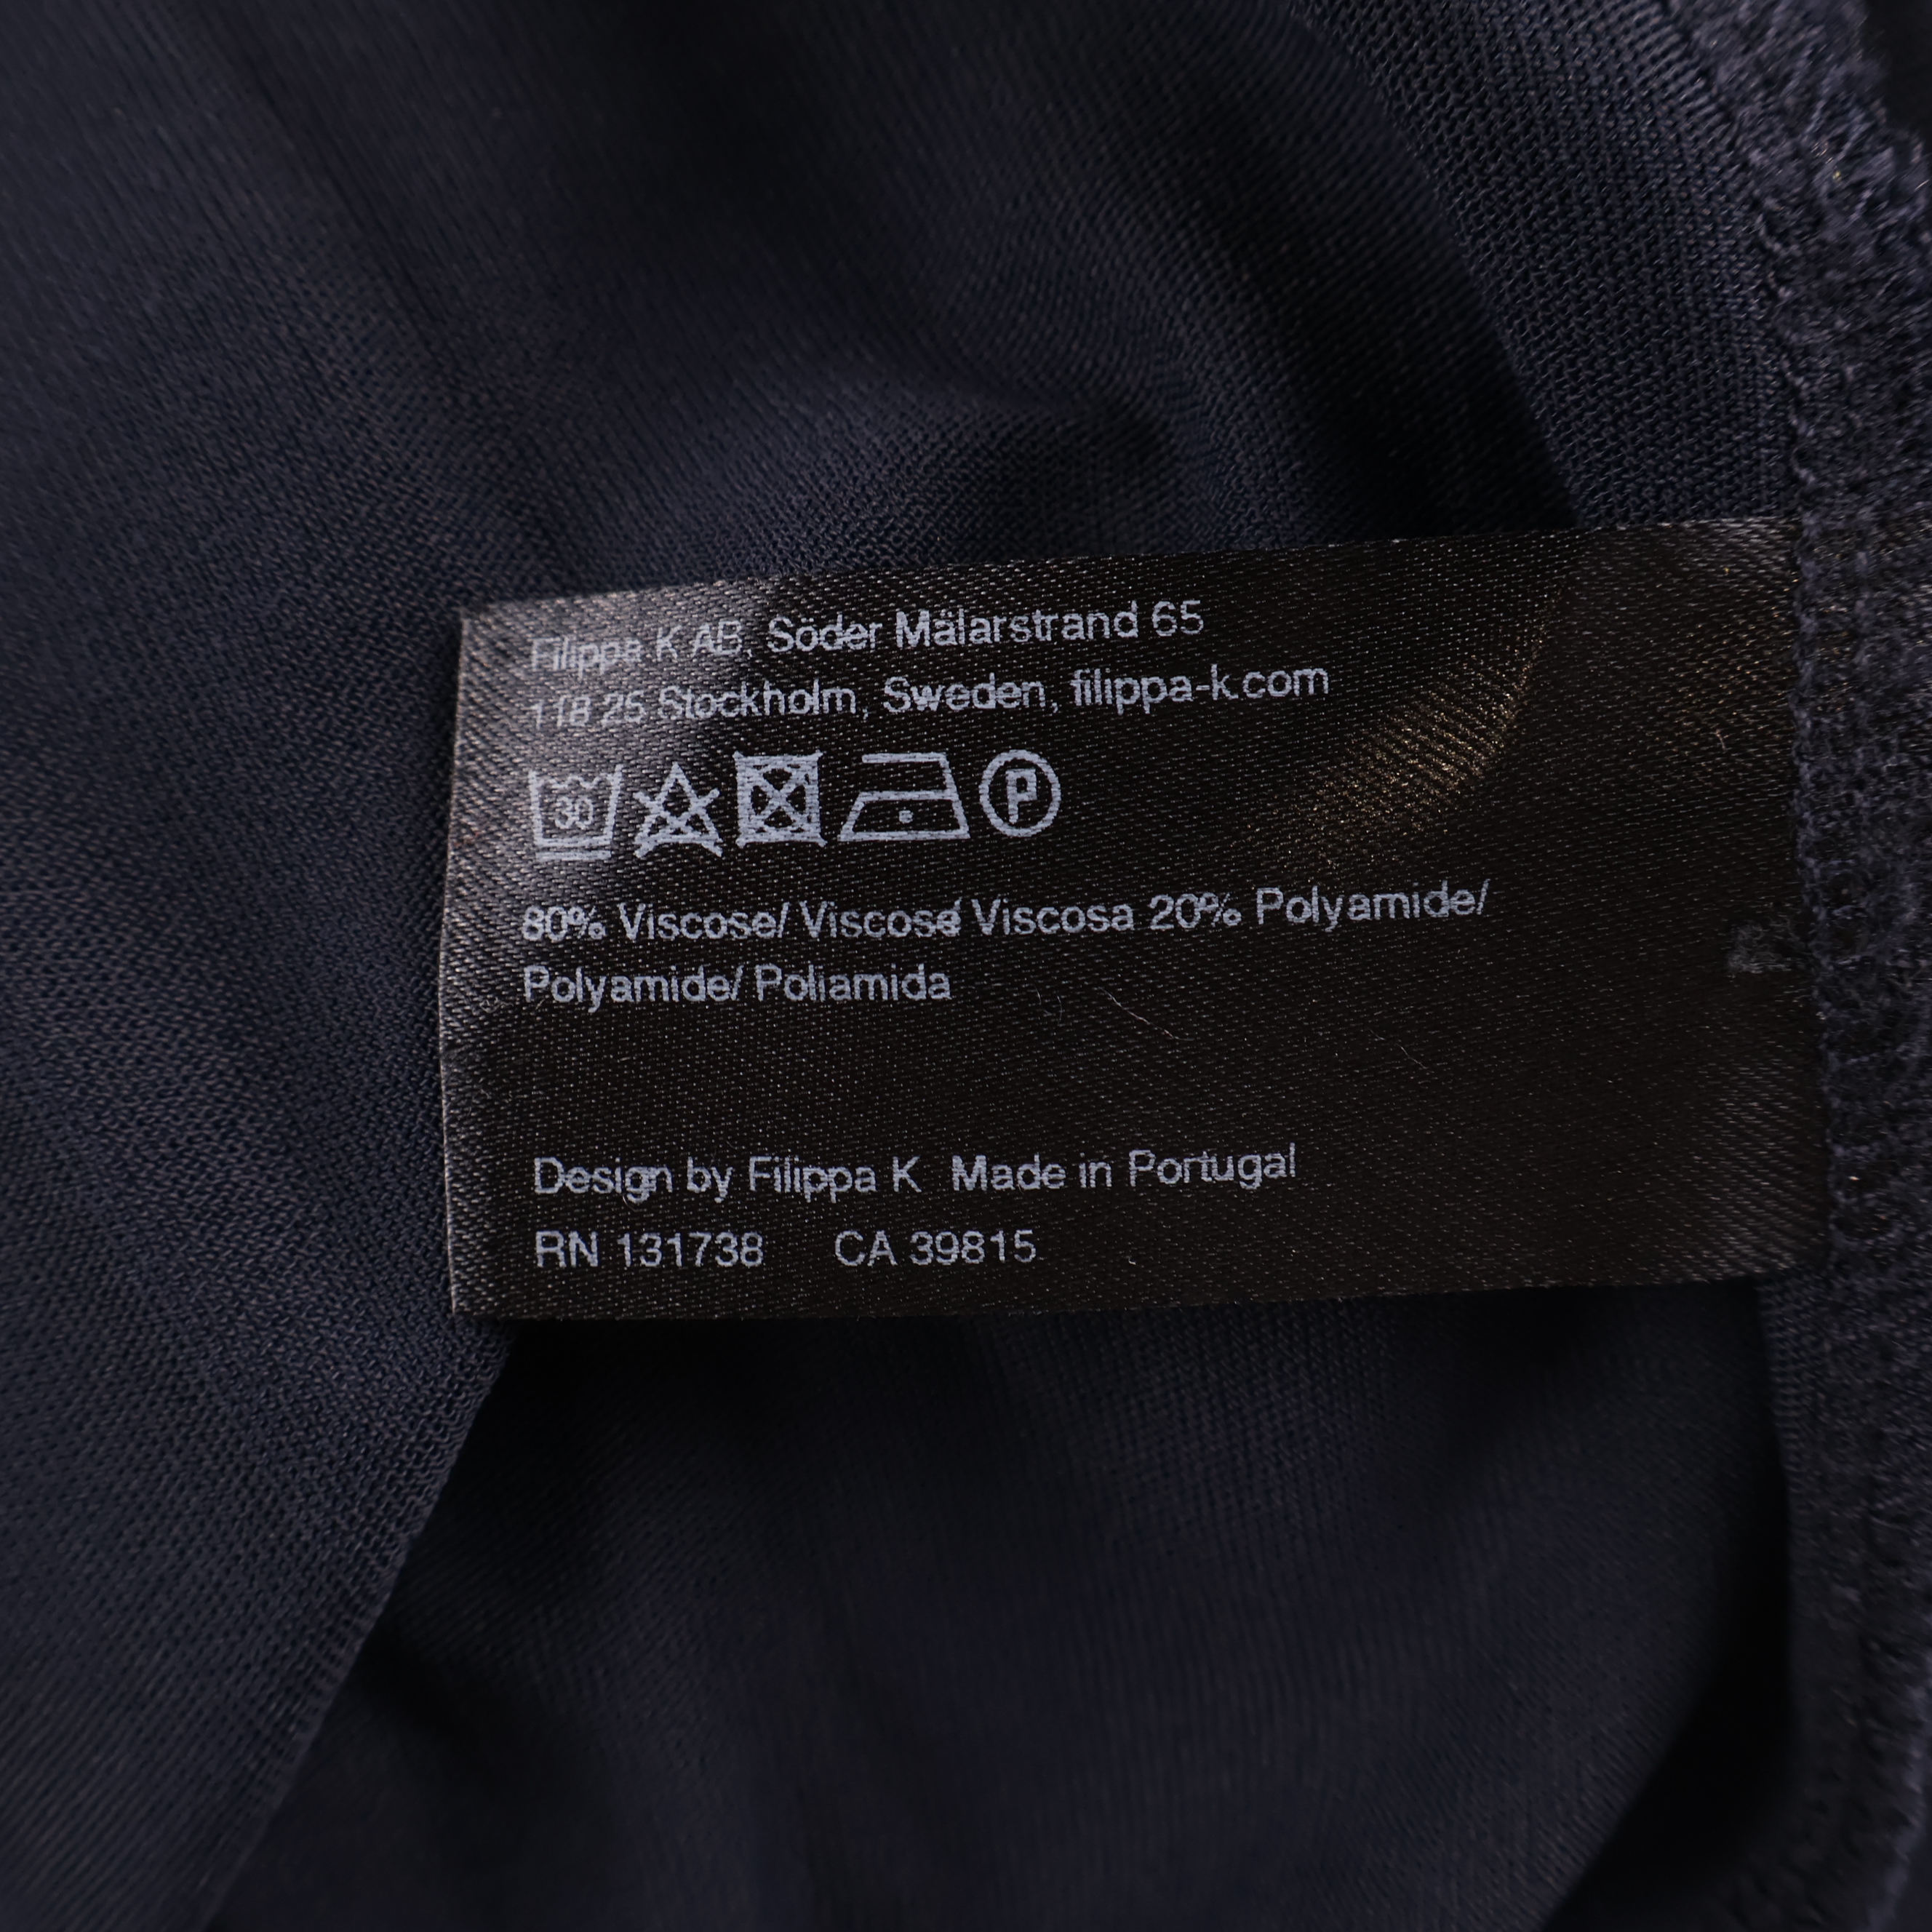 Filippa K AB, Söder Mälarstrand 65
118 25 Stockholm, Sweden, filippa-k.com
30 P
80% Viscose/ Viscose/ Viscosa 20% Polyamide/
Polyamide/ Poliamida
Design by Filippa K Made in Portugal
RN 131738 CA 39815